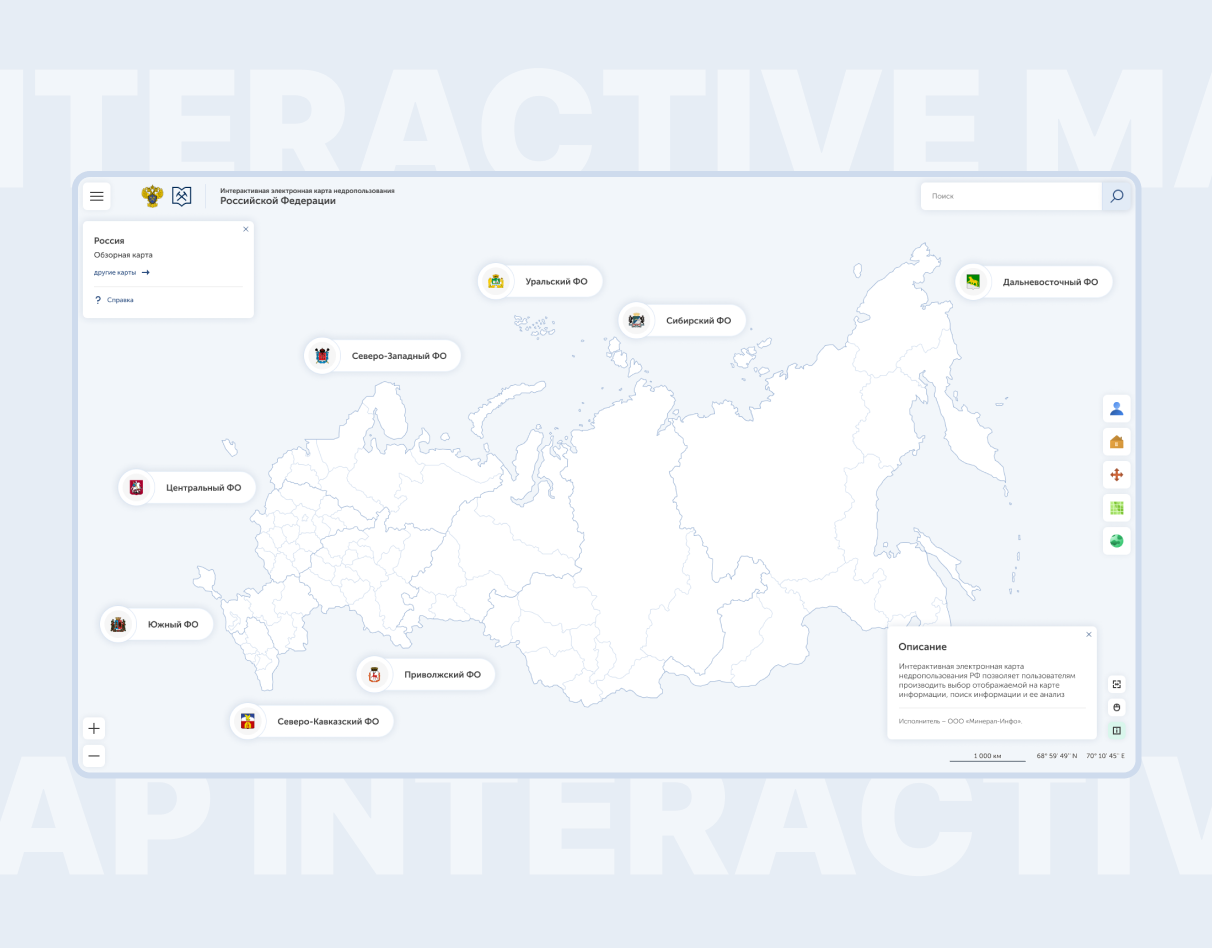 INTERACTIVE MA
Интерактивная электронная карта недропользования
Российской Федерации
Поиск
Россия
Обзорная карта
другие карты
? Справка
Уральский ФО
Дальневосточный ФО
Сибирский ФО
Северо-Западный ФО
Центральный ФО
Южный ФО
Приволжский ФО
Северо-Кавказский ФО
Описание
Интерактивная электронная карта
недропользования РФ позволяет пользователям
производить выбор отображаемой на карте
информации, поиск информации и ее анализ
Исполнитель – ООО «Минерал-Инфо».
1 000 км
68° 59' 49'' N 70° 10' 45'' E
AP INTERACTIV